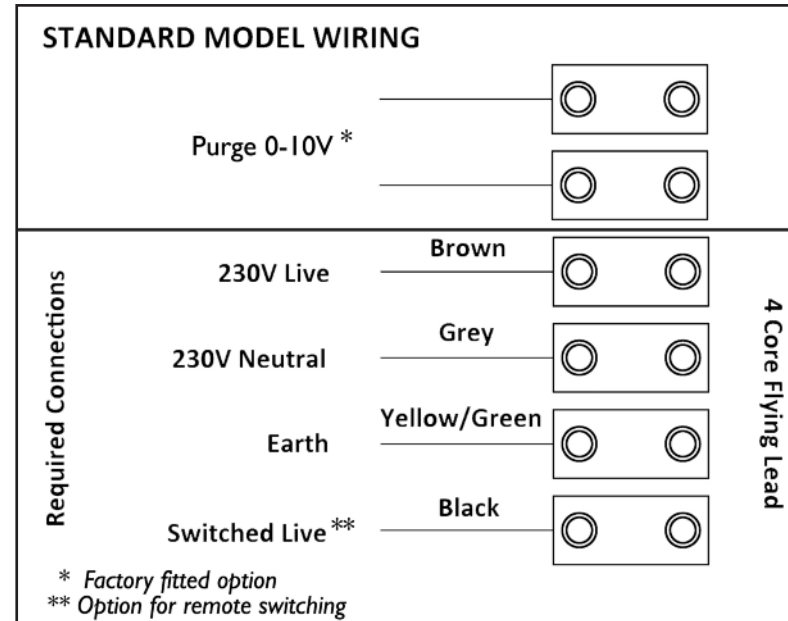 STANDARD MODEL WIRING
Purge 0-10V *
Required Connections
230V Live
Brown
230V Neutral
Grey
Earth
Yellow/Green
Switched Live **
Black
4 Core Flying Lead
* Factory fitted option
** Option for remote switching